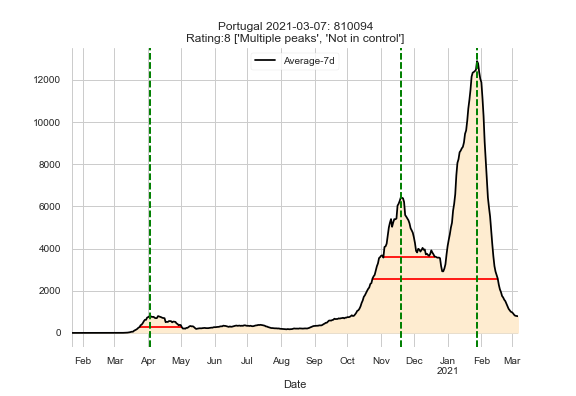 Portugal 2021-03-07: 810094
Rating:8 ['Multiple peaks', 'Not in control']
Average-7d
12000
10000
8000
6000
4000
2000
0
Feb Mar Apr May Jun Jul Aug Sep Oct Nov Dec Jan Feb Mar
2021
Date